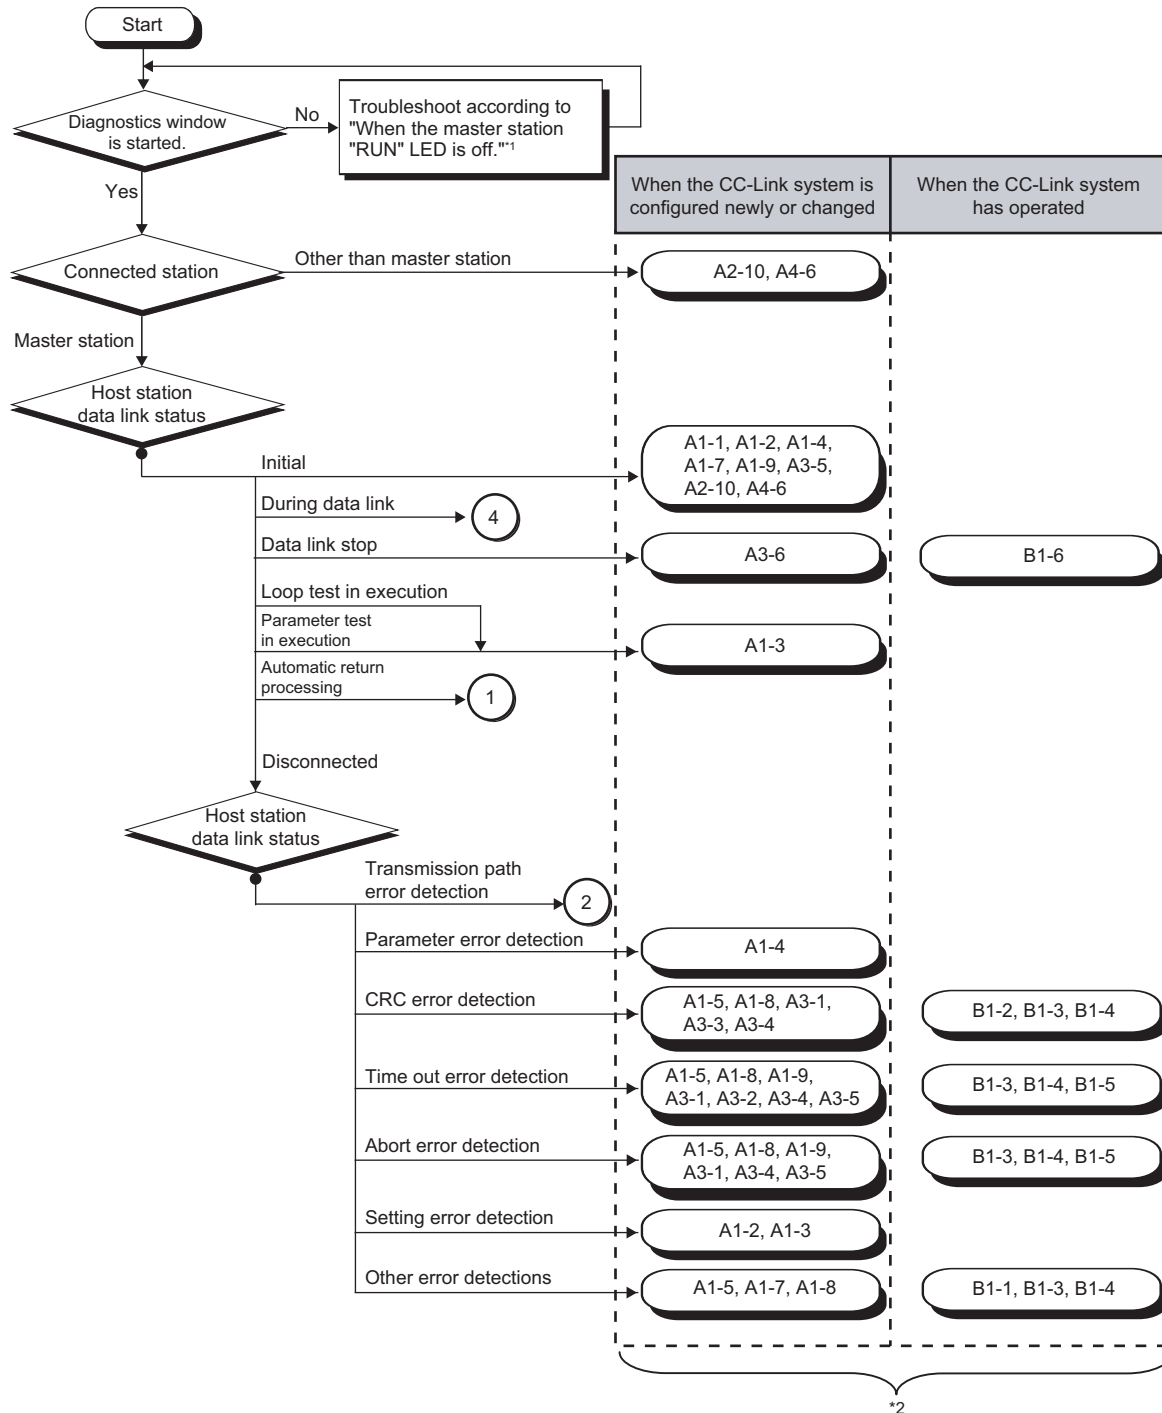 Start
Diagnostics window
is started.
No
Troubleshoot according to
"When the master station
"RUN" LED is off."*1
Yes
When the CC-Link system is
configured newly or changed
When the CC-Link system
has operated
Connected station
Other than master station
A2-10, A4-6
Master station
Host station
data link status
Initial
A1-1, A1-2, A1-4,
A1-7, A1-9, A3-5,
A2-10, A4-6
During data link
4
Data link stop
A3-6
B1-6
Loop test in execution
Parameter test
in execution
A1-3
Automatic return
processing
1
Disconnected
Host station
data link status
Transmission path
error detection
2
Parameter error detection
A1-4
CRC error detection
A1-5, A1-8, A3-1,
A3-3, A3-4
B1-2, B1-3, B1-4
Time out error detection
A1-5, A1-8, A1-9,
A3-1, A3-2, A3-4, A3-5
B1-3, B1-4, B1-5
Abort error detection
A1-5, A1-8, A1-9,
A3-1, A3-4, A3-5
B1-3, B1-4, B1-5
Setting error detection
A1-2, A1-3
Other error detections
A1-5, A1-7, A1-8
B1-1, B1-3, B1-4
*2